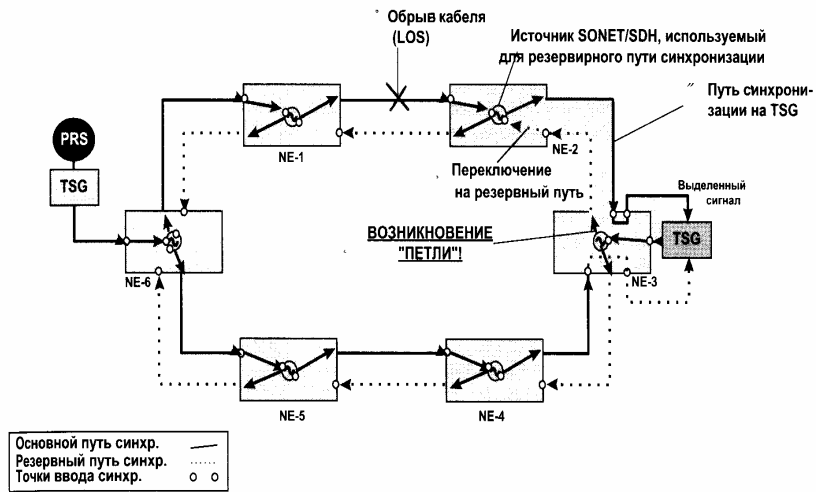 Обрыв кабеля
(LOS)
Источник SONET/SDH, используемый
для резервирного пути синхронизации
Путь синхрони-
зации на TSG
PRS
TSG
NE-1
NE-2
Переключение
на резервный путь
Выделенный
сигнал
ВОЗНИКНОВЕНИЕ
"ПЕТЛИ"!
TSG
NE-6
NE-3
NE-5
NE-4
Основной путь синхр.
Резервный путь синхр.
Точки ввода синхр.